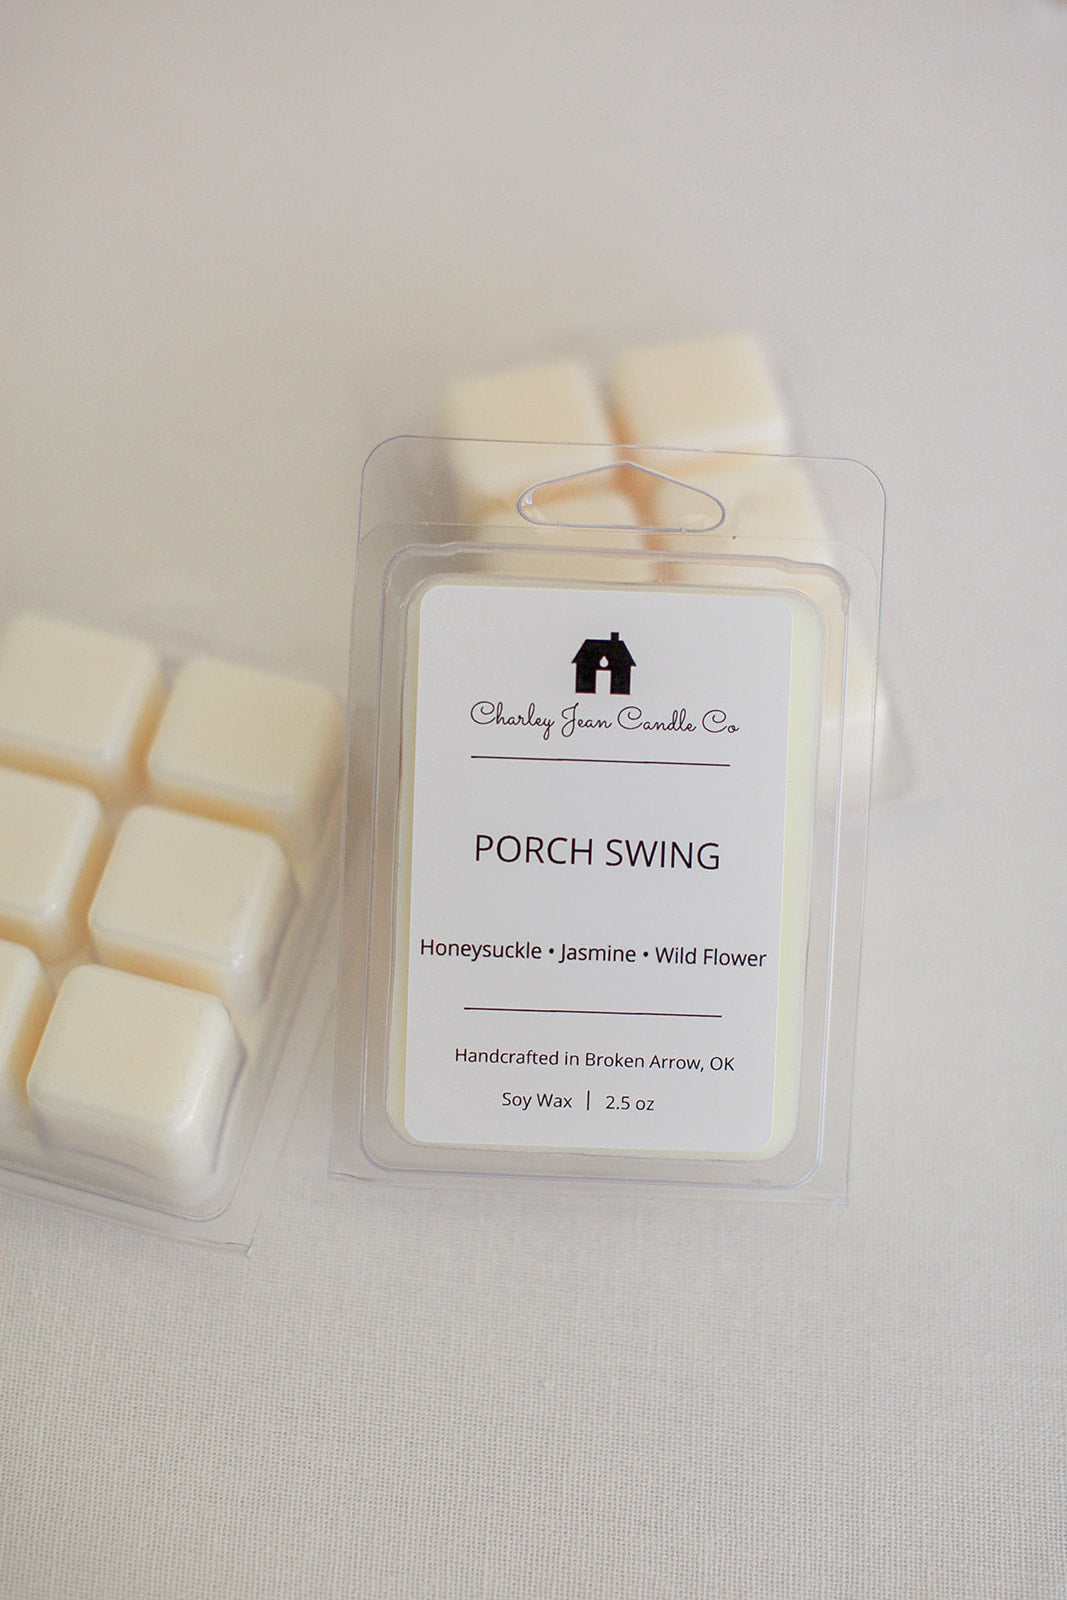 Charley Jean Candle Co
PORCH SWING
Honeysuckle • Jasmine • Wild Flower
Handcrafted in Broken Arrow, OK
Soy Wax | 2.5 oz